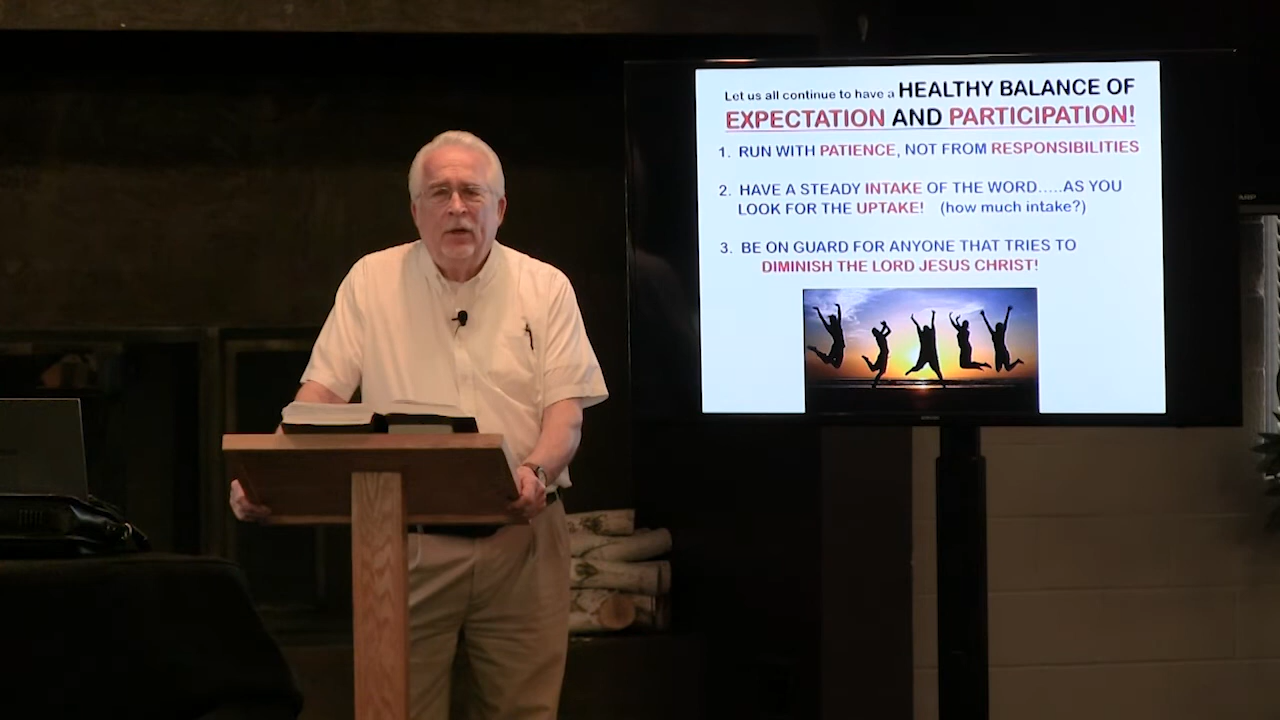 Let us all continue to have a HEALTHY BALANCE OF
EXPECTATION AND PARTICIPATION!
1. RUN WITH PATIENCE, NOT FROM RESPONSIBILITIES
2. HAVE A STEADY INTAKE OF THE WORD.....AS YOU
LOOK FOR THE UPTAKE! (how much intake?)
3. BE ON GUARD FOR ANYONE THAT TRIES TO
DIMINISH THE LORD JESUS CHRIST!